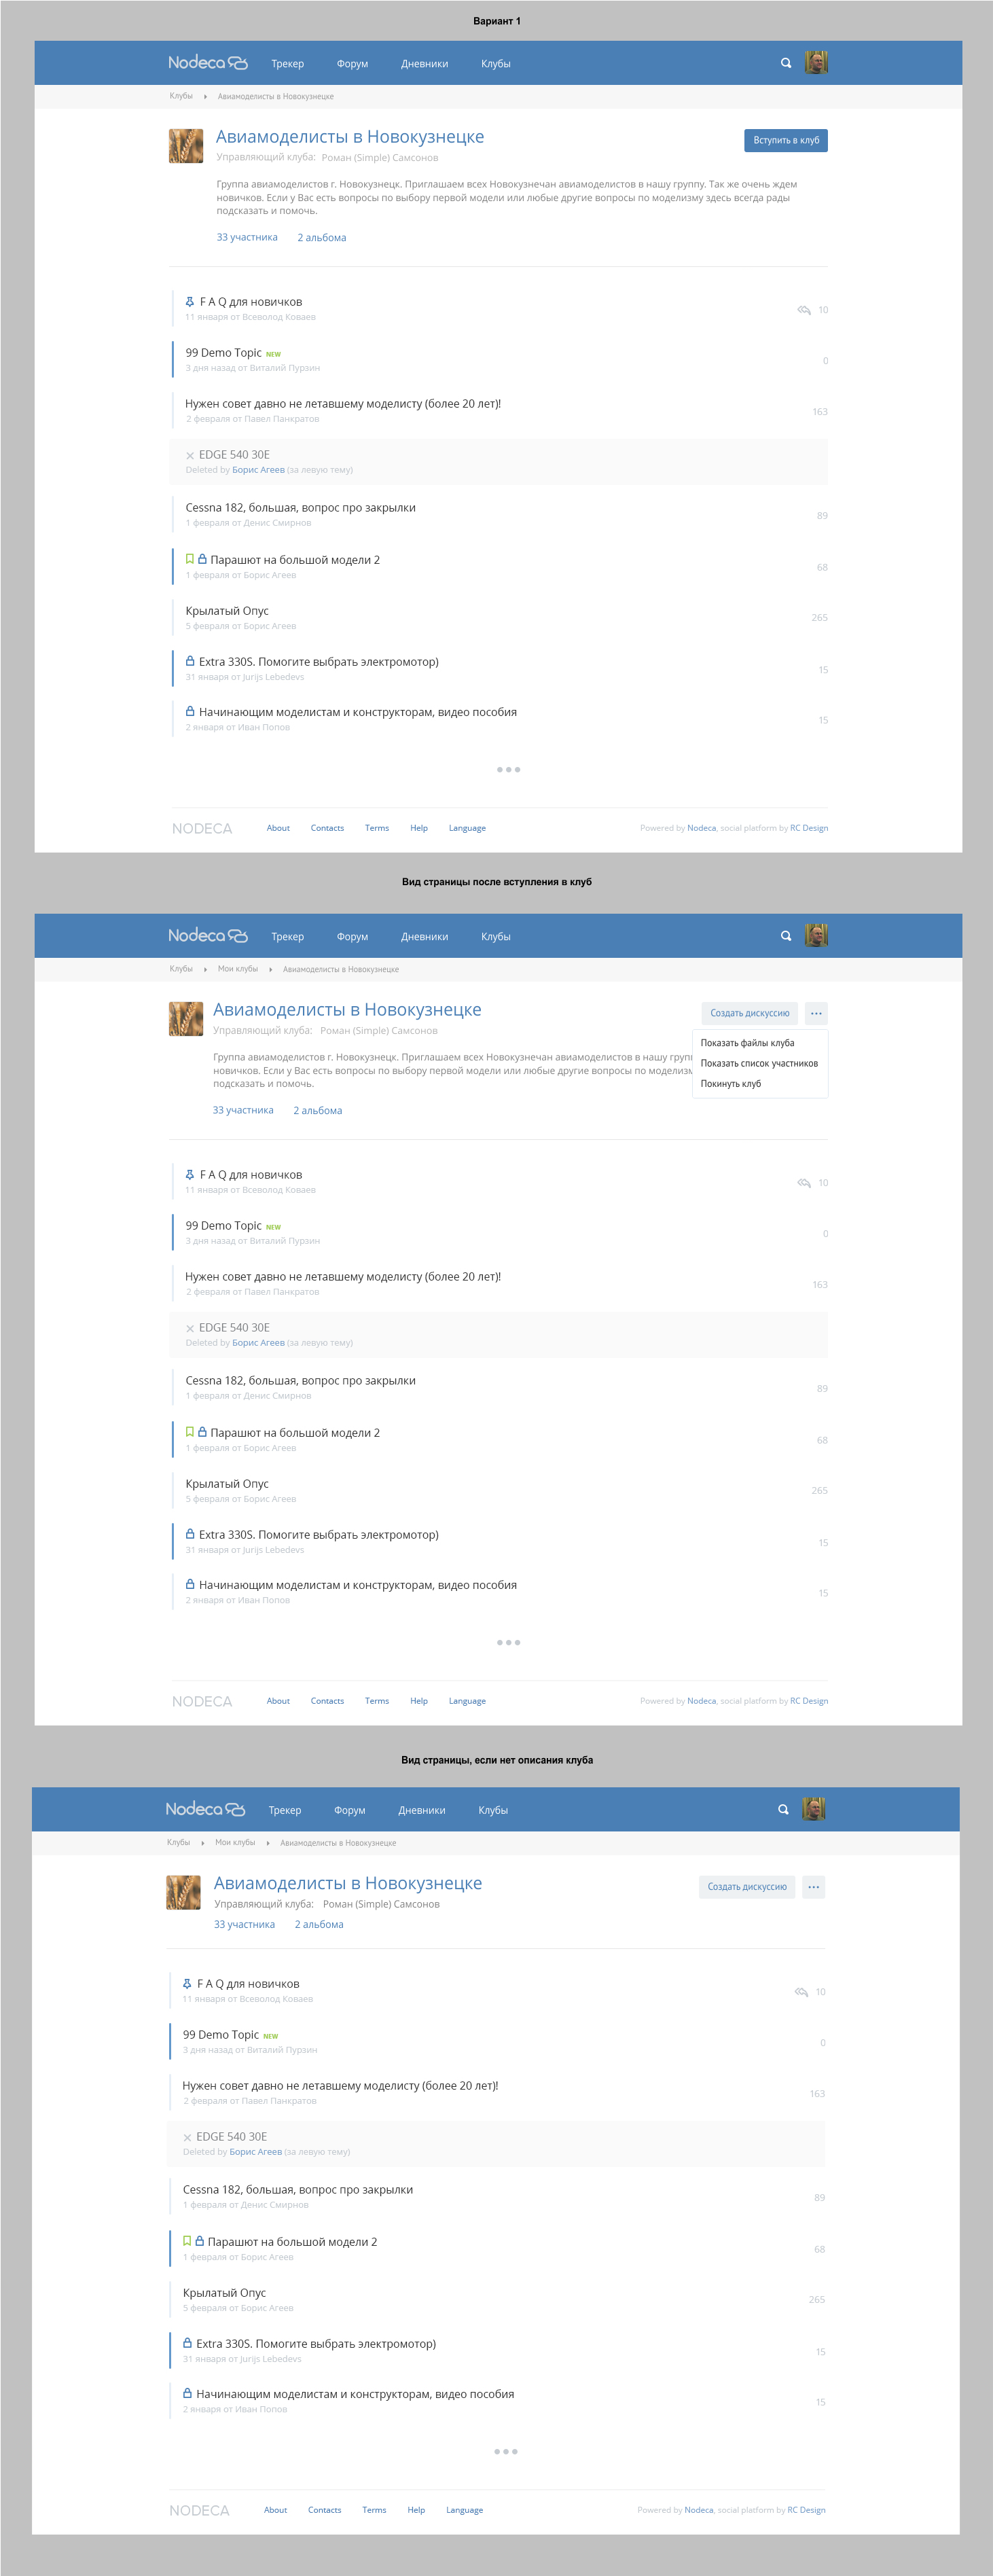 Вариант 1
Nodeca Трекер Форум Дневники Клубы
Клубы Авиамоделисты в Новокузнецке
Авиамоделисты в Новокузнецке Вступить в клуб
Управляющий клуба: Роман (Simple) Самсонов
Группа авиамоделистов г. Новокузнецк. Приглашаем всех Новокузнечан авиамоделистов в нашу группу. Так же очень ждем
новичков. Если у Вас есть вопросы по выбору первой модели или любые другие вопросы по моделизму здесь всегда рады
подсказать и помочь.
33 участника 2 альбома
F A Q для новичков
11 января от Всеволод Коваев 10
99 Demo Topic NEW
3 дня назад от Виталий Пурзин 0
Нужен совет давно не летавшему моделисту (более 20 лет)!
2 февраля от Павел Панкратов 163
EDGE 540 30E
Deleted by Борис Агеев (за левую тему)
Cessna 182, большая, вопрос про закрылки
1 февраля от Денис Смирнов 89
Парашют на большой модели 2
1 февраля от Борис Агеев 68
Крылатый Опус
5 февраля от Борис Агеев 265
Extra 330S. Помогите выбрать электромотор)
31 января от Jurijs Lebedevs 15
Начинающим моделистам и конструкторам, видео пособия
2 января от Иван Попов 15
NODECA About Contacts Terms Help Language Powered by Nodeca, social platform by RC Design
Вид страницы после вступления в клуб
Nodeca Трекер Форум Дневники Клубы
Клубы Мои клубы Авиамоделисты в Новокузнецке
Авиамоделисты в Новокузнецке Создать дискуссию
Управляющий клуба: Роман (Simple) Самсонов
Показать файлы клуба
Показать список участников
Покинуть клуб
Группа авиамоделистов г. Новокузнецк. Приглашаем всех Новокузнечан авиамоделистов в нашу груп
новичков. Если у Вас есть вопросы по выбору первой модели или любые другие вопросы по моделизм
подсказать и помочь.
33 участника 2 альбома
F A Q для новичков
11 января от Всеволод Коваев 10
99 Demo Topic NEW
3 дня назад от Виталий Пурзин 0
Нужен совет давно не летавшему моделисту (более 20 лет)!
2 февраля от Павел Панкратов 163
EDGE 540 30E
Deleted by Борис Агеев (за левую тему)
Cessna 182, большая, вопрос про закрылки
1 февраля от Денис Смирнов 89
Парашют на большой модели 2
1 февраля от Борис Агеев 68
Крылатый Опус
5 февраля от Борис Агеев 265
Extra 330S. Помогите выбрать электромотор)
31 января от Jurijs Lebedevs 15
Начинающим моделистам и конструкторам, видео пособия
2 января от Иван Попов 15
NODECA About Contacts Terms Help Language Powered by Nodeca, social platform by RC Design
Вид страницы, если нет описания клуба
Nodeca Трекер Форум Дневники Клубы
Клубы Мои клубы Авиамоделисты в Новокузнецке
Авиамоделисты в Новокузнецке Создать дискуссию
Управляющий клуба: Роман (Simple) Самсонов
33 участника 2 альбома
F A Q для новичков
11 января от Всеволод Коваев 10
99 Demo Topic NEW
3 дня назад от Виталий Пурзин 0
Нужен совет давно не летавшему моделисту (более 20 лет)!
2 февраля от Павел Панкратов 163
EDGE 540 30E
Deleted by Борис Агеев (за левую тему)
Cessna 182, большая, вопрос про закрылки
1 февраля от Денис Смирнов 89
Парашют на большой модели 2
1 февраля от Борис Агеев 68
Крылатый Опус
5 февраля от Борис Агеев 265
Extra 330S. Помогите выбрать электромотор)
31 января от Jurijs Lebedevs 15
Начинающим моделистам и конструкторам, видео пособия
2 января от Иван Попов 15
NODECA About Contacts Terms Help Language Powered by Nodeca, social platform by RC Design